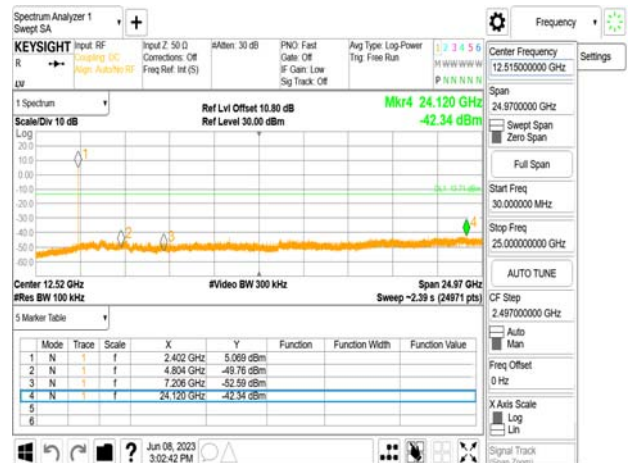 Spectrum Analyzer 1
Swept SA
Frequency
KEYSIGHT
R
Input: RF
Coupling: DC
Align: Auto/No RF
Input Z: 50 Ω
Corrections: Off
Freq Ref: Int (S)
#Atten: 30 dB
PNO: Fast
Gate: Off
IF Gain: Low
Sig Track: Off
Avg Type: Log-Power
Trig: Free Run
1 2 3 4 5 6
M W W W W W
P N N N N N
Center Frequency
12.515000000 GHz
Settings
Span
24.9700000 GHz
Swept Span
Zero Span
Full Span
Start Freq
30.000000 MHz
Stop Freq
25.000000000 GHz
AUTO TUNE
CF Step
2.497000000 GHz
Auto
Man
Freq Offset
0 Hz
X Axis Scale
Log
Lin
Signal Track
(Span Zoom)
1 Spectrum
Scale/Div 10 dB
Log
Ref Lvl Offset 10.80 dB
Ref Level 30.00 dBm
Mkr4 24.120 GHz
-42.34 dBm
20.0
10.0
0.00
-10.0
-20.0
-30.0
-40.0
-50.0
-60.0
1
2
3
4
Center 12.52 GHz
#Res BW 100 kHz
#Video BW 300 kHz
Span 24.97 GHz
Sweep ~2.39 s (24971 pts)
5 Marker Table
Mode Trace Scale X Y Function Function Width Function Value
1 N 1 f 2.402 GHz 5.069 dBm
2 N 1 f 4.804 GHz -49.76 dBm
3 N 1 f 7.206 GHz -52.59 dBm
4 N 1 f 24.120 GHz -42.34 dBm
5
6
Jun 08, 2023
3:02:42 PM